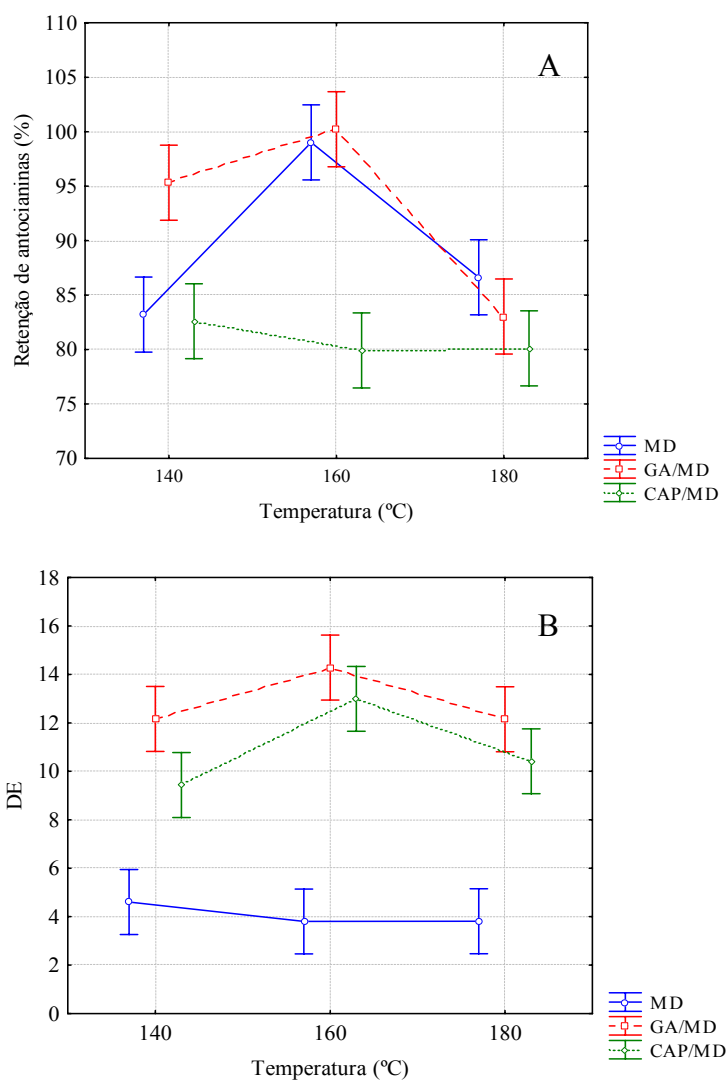 110
105
100
95
90
85
80
75
70
Retenção de antocianinas (%)
A
140 160 180
Temperatura (ºC)
MD
GA/MD
CAP/MD
18
16
14
12
10
8
6
4
2
0
DE
B
140 160 180
Temperatura (ºC)
MD
GA/MD
CAP/MD